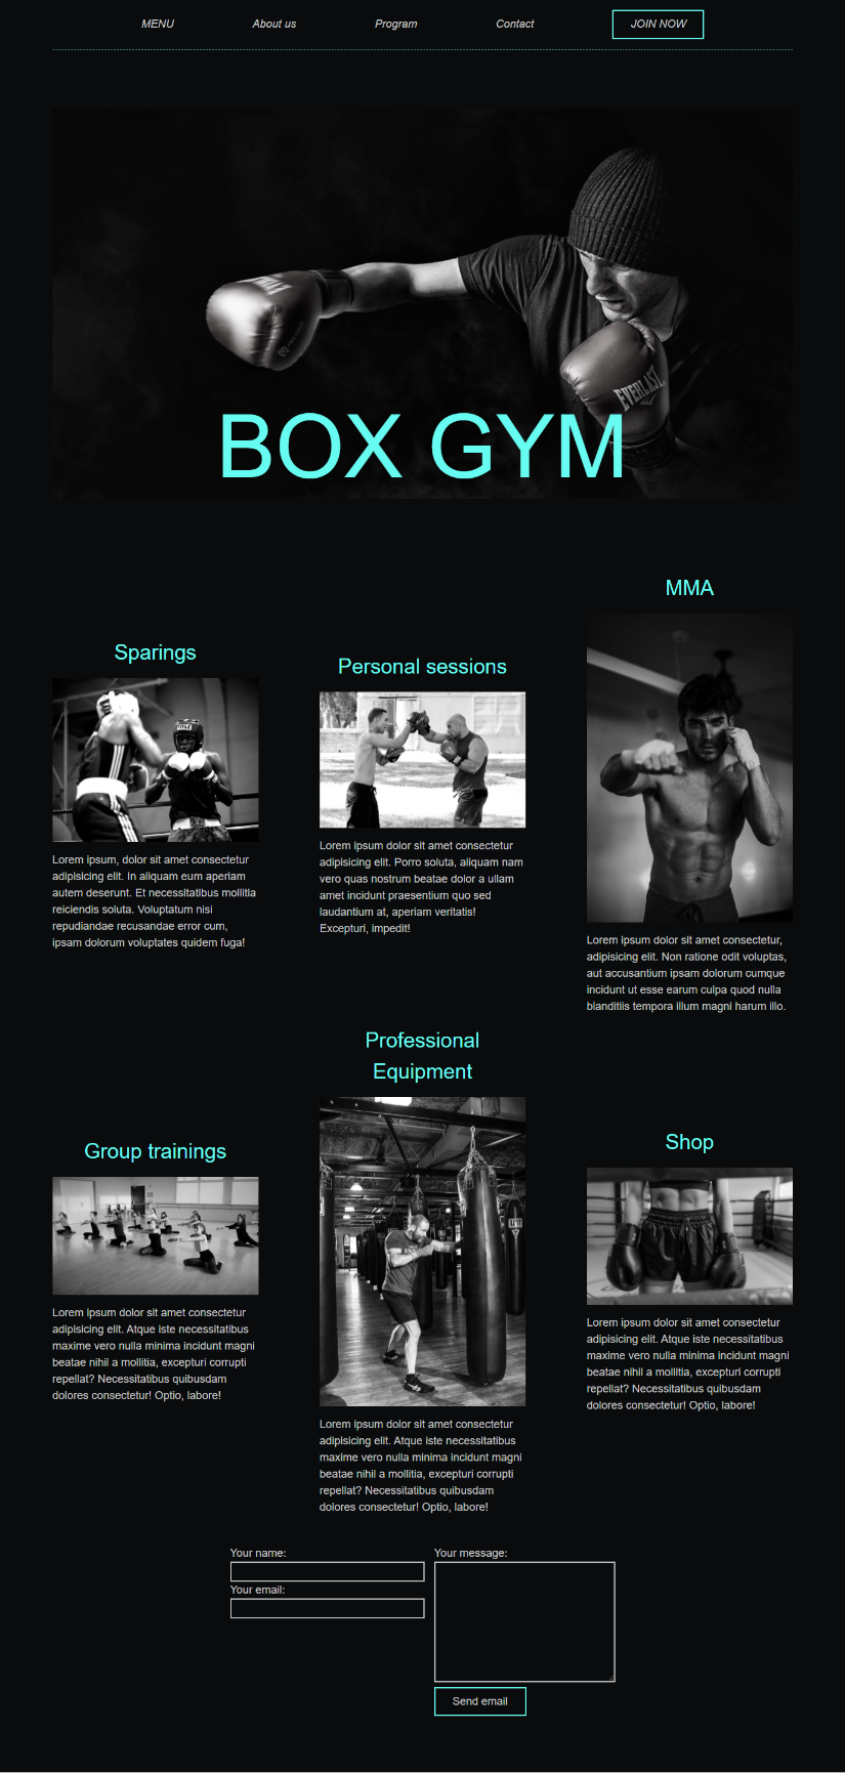 MENU
About us
Program
Contact
JOIN NOW
EVERLAST
BOX GYM
Sparings
TITLE
Lorem ipsum, dolor sit amet consectetur
adipisicing elit. In aliquam eum aperiam
autem deserunt. Et necessitatibus mollitia
reiciendis soluta. Voluptatum nisi
repudiandae recusandae error cum,
ipsam dolorum voluptates quidem fuga!
Personal sessions
Lorem ipsum dolor sit amet consectetur
adipisicing elit. Porro soluta, aliquam nam
vero quas nostrum beatae dolor a ullam
amet incidunt praesentium quo sed
laudantium at, aperiam veritatis!
Excepturi, impedit!
MMA
Lorem ipsum dolor sit amet consectetur,
adipisicing elit. Non ratione odit voluptas,
aut accusantium ipsam dolorum cumque
incidunt ut esse earum culpa quod nulla
blanditiis tempora illum magni harum illo.
Group trainings
Lorem ipsum dolor sit amet consectetur
adipisicing elit. Atque iste necessitatibus
maxime vero nulla minima incidunt magni
beatae nihil a mollitia, excepturi corrupti
repellat? Necessitatibus quibusdam
dolores consectetur! Optio, labore!
Professional
Equipment
Lorem ipsum dolor sit amet consectetur
adipisicing elit. Atque iste necessitatibus
maxime vero nulla minima incidunt magni
beatae nihil a mollitia, excepturi corrupti
repellat? Necessitatibus quibusdam
dolores consectetur! Optio, labore!
Shop
Lorem ipsum dolor sit amet consectetur
adipisicing elit. Atque iste necessitatibus
maxime vero nulla minima incidunt magni
beatae nihil a mollitia, excepturi corrupti
repellat? Necessitatibus quibusdam
dolores consectetur! Optio, labore!
Your name:
Your email:
Your message:
Send email